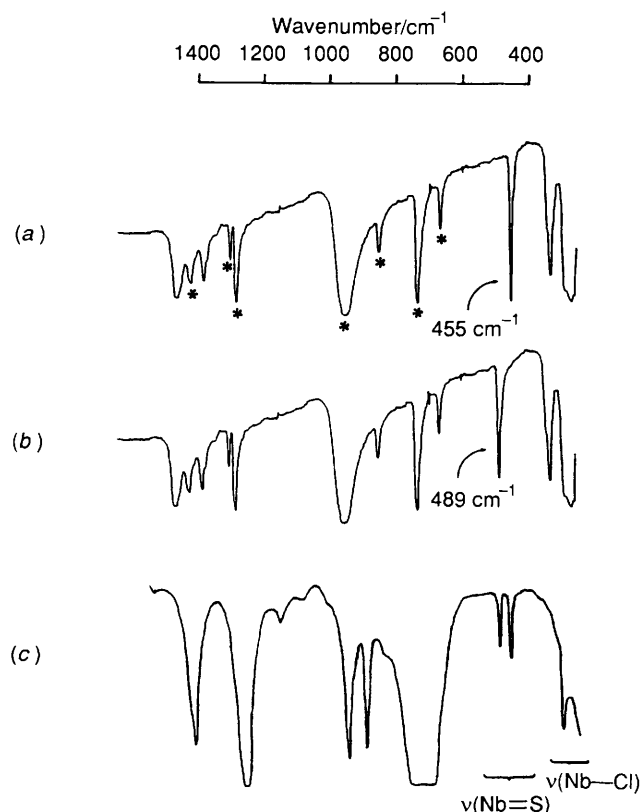 Wavenumber/cm⁻¹
1400 1200 1000 800 600 400
(a)
* * * * * * *
455 cm⁻¹
(b)
489 cm⁻¹
(c)
ν(Nb—Cl)
ν(Nb=S)